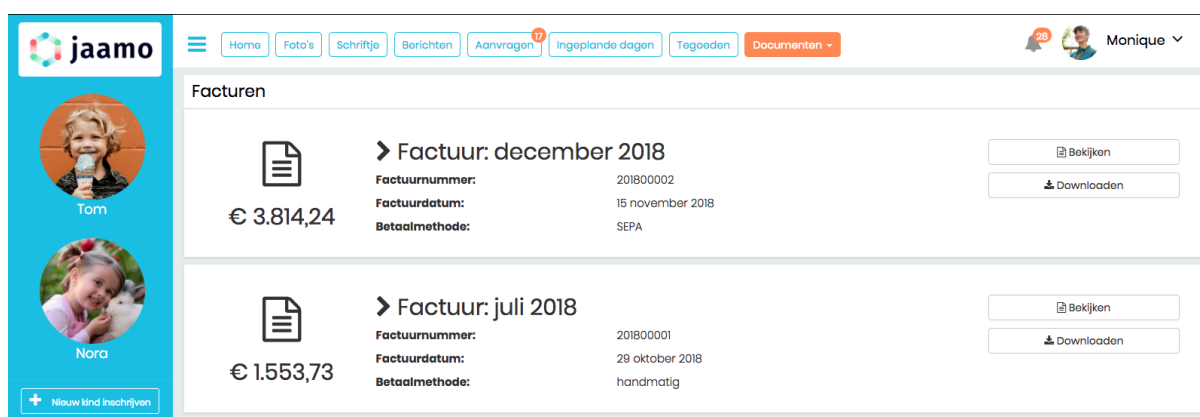 jaamo
Home Foto's Schriftje Berichten Aanvragen 17 Ingeplande dagen Tegoeden Documenten
28
Monique
Tom
Nora
Nieuw kind inschrijven
Facturen
€ 3.814,24
Factuur: december 2018
Factuurnummer: 201800002
Factuurdatum: 15 november 2018
Betaalmethode: SEPA
Bekijken
Downloaden
€ 1.553,73
Factuur: juli 2018
Factuurnummer: 201800001
Factuurdatum: 29 oktober 2018
Betaalmethode: handmatig
Bekijken
Downloaden